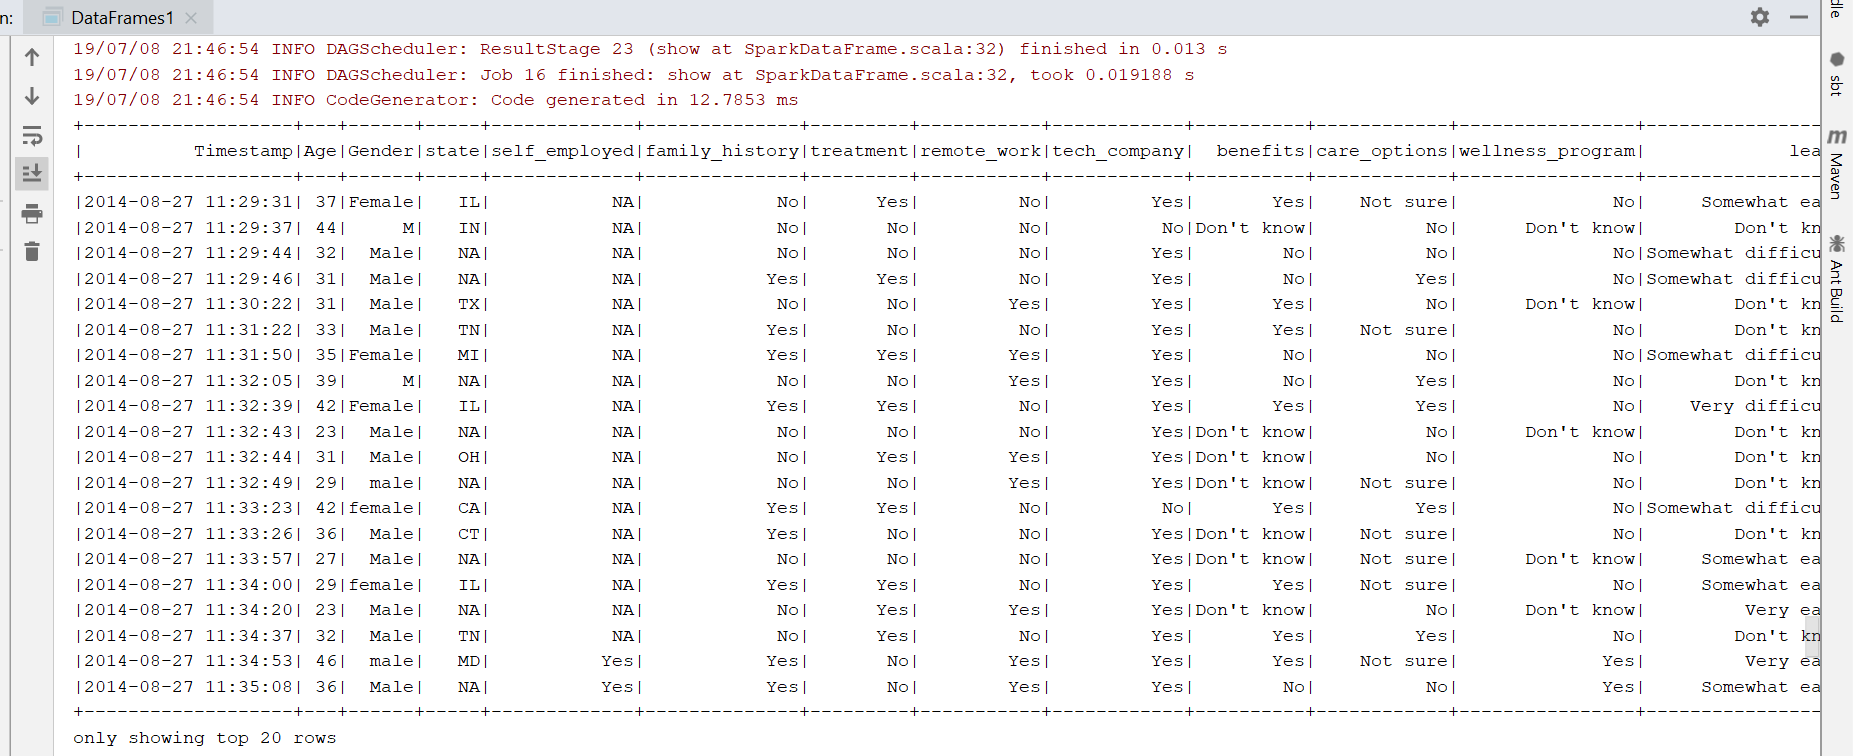 n: DataFrames1
19/07/08 21:46:54 INFO DAGScheduler: ResultStage 23 (show at SparkDataFrame.scala:32) finished in 0.013 s
19/07/08 21:46:54 INFO DAGScheduler: Job 16 finished: show at SparkDataFrame.scala:32, took 0.019188 s
19/07/08 21:46:54 INFO CodeGenerator: Code generated in 12.7853 ms
+-------------------+---+------+-----+-------------+--------------+---------+-----------+------------+----------+------------+----------------+----------------
|          Timestamp|Age|Gender|state|self_employed|family_history|treatment|remote_work|tech_company|  benefits|care_options|wellness_program|             lea
+-------------------+---+------+-----+-------------+--------------+---------+-----------+------------+----------+------------+----------------+----------------
|2014-08-27 11:29:31| 37|Female|   IL|           NA|            No|      Yes|         No|         Yes|       Yes|    Not sure|              No|     Somewhat ea
|2014-08-27 11:29:37| 44|     M|   IN|           NA|            No|       No|         No|          No|Don't know|          No|      Don't know|        Don't kn
|2014-08-27 11:29:44| 32|  Male|   NA|           NA|            No|       No|         No|         Yes|        No|          No|              No|Somewhat difficu
|2014-08-27 11:29:46| 31|  Male|   NA|           NA|           Yes|      Yes|         No|         Yes|        No|         Yes|              No|Somewhat difficu
|2014-08-27 11:30:22| 31|  Male|   TX|           NA|            No|       No|        Yes|         Yes|       Yes|          No|      Don't know|        Don't kn
|2014-08-27 11:31:22| 33|  Male|   TN|           NA|           Yes|       No|         No|         Yes|       Yes|    Not sure|              No|        Don't kn
|2014-08-27 11:31:50| 35|Female|   MI|           NA|           Yes|      Yes|        Yes|         Yes|        No|          No|              No|Somewhat difficu
|2014-08-27 11:32:05| 39|     M|   NA|           NA|            No|       No|        Yes|         Yes|        No|         Yes|              No|        Don't kn
|2014-08-27 11:32:39| 42|Female|   IL|           NA|           Yes|      Yes|         No|         Yes|       Yes|         Yes|              No|    Very difficu
|2014-08-27 11:32:43| 23|  Male|   NA|           NA|            No|       No|         No|         Yes|Don't know|          No|      Don't know|        Don't kn
|2014-08-27 11:32:44| 31|  Male|   OH|           NA|            No|      Yes|        Yes|         Yes|Don't know|          No|              No|        Don't kn
|2014-08-27 11:32:49| 29|  male|   NA|           NA|            No|       No|        Yes|         Yes|Don't know|    Not sure|              No|        Don't kn
|2014-08-27 11:33:23| 42|female|   CA|           NA|           Yes|      Yes|         No|          No|       Yes|         Yes|              No|Somewhat difficu
|2014-08-27 11:33:26| 36|  Male|   CT|           NA|           Yes|       No|         No|         Yes|Don't know|    Not sure|              No|        Don't kn
|2014-08-27 11:33:57| 27|  Male|   NA|           NA|            No|       No|         No|         Yes|Don't know|    Not sure|      Don't know|     Somewhat ea
|2014-08-27 11:34:00| 29|female|   IL|           NA|           Yes|      Yes|         No|         Yes|       Yes|    Not sure|              No|     Somewhat ea
|2014-08-27 11:34:20| 23|  Male|   NA|           NA|            No|      Yes|        Yes|         Yes|Don't know|          No|      Don't know|         Very ea
|2014-08-27 11:34:37| 32|  Male|   TN|           NA|            No|      Yes|         No|         Yes|       Yes|         Yes|              No|        Don't kn
|2014-08-27 11:34:53| 46|  male|   MD|          Yes|           Yes|       No|        Yes|         Yes|       Yes|    Not sure|             Yes|         Very ea
|2014-08-27 11:35:08| 36|  Male|   NA|          Yes|           Yes|       No|        Yes|         Yes|        No|          No|             Yes|     Somewhat ea
+-------------------+---+------+-----+-------------+--------------+---------+-----------+------------+----------+------------+----------------+----------------
only showing top 20 rows
dle
sbt
m Maven
Ant Build